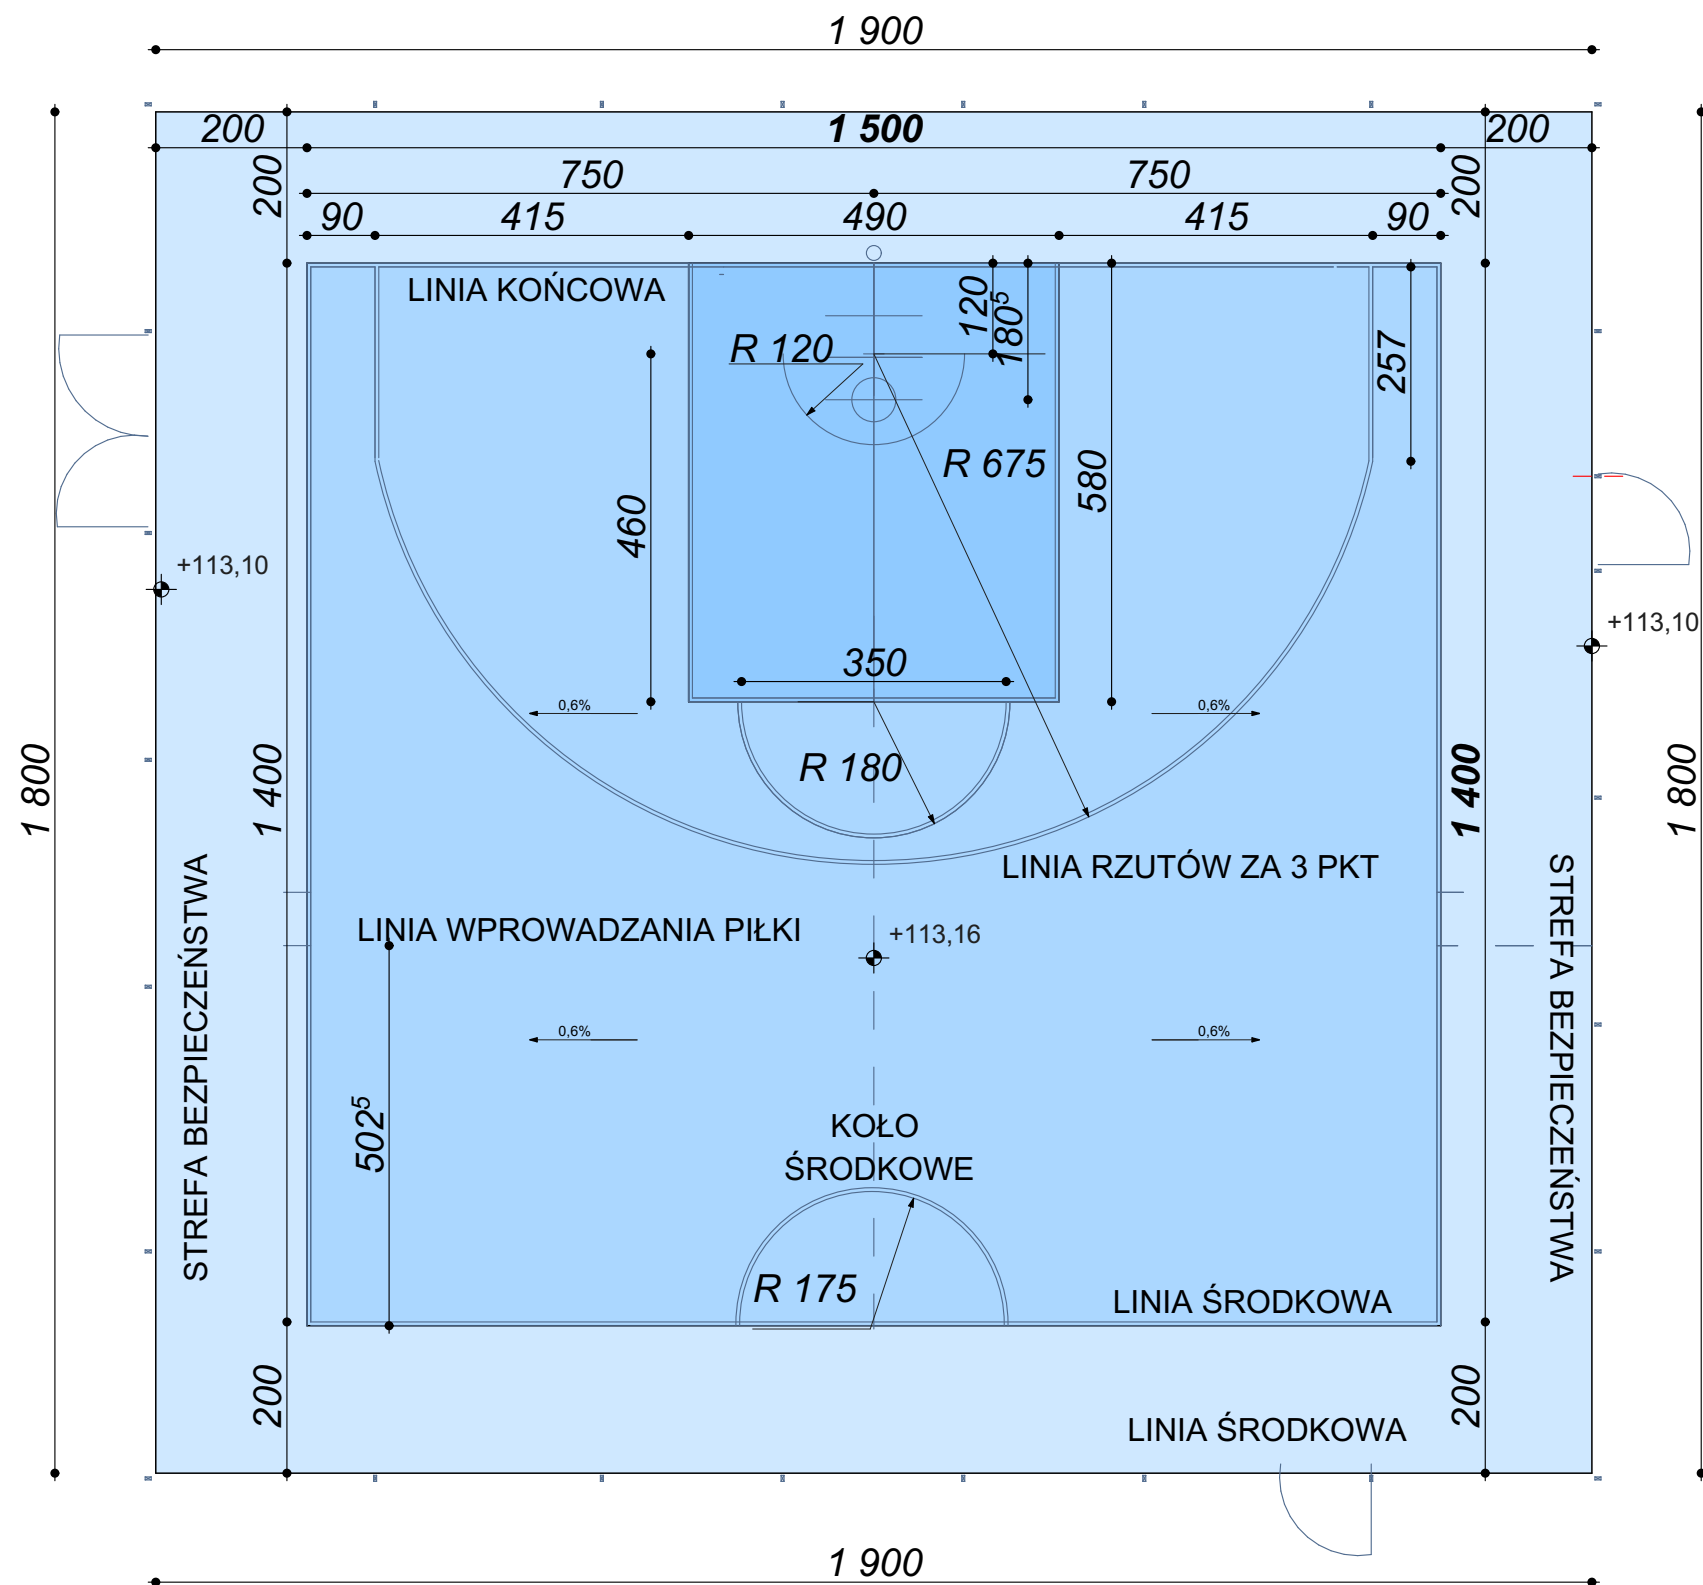 1 900
200
1 500
200
200
750
750
200
90
415
490
415
90
LINIA KOŃCOWA
120
180⁵
R 120
257
R 675
460
580
+113,10
+113,10
350
0,6%
0,6%
R 180
1 800
1 400
1 400
1 800
LINIA RZUTÓW ZA 3 PKT
STREFA BEZPIECZEŃSTWA
STREFA BEZPIECZEŃSTWA
LINIA WPROWADZANIA PIŁKI
+113,16
0,6%
0,6%
502⁵
KOŁO
ŚRODKOWE
R 175
LINIA ŚRODKOWA
200
200
LINIA ŚRODKOWA
1 900